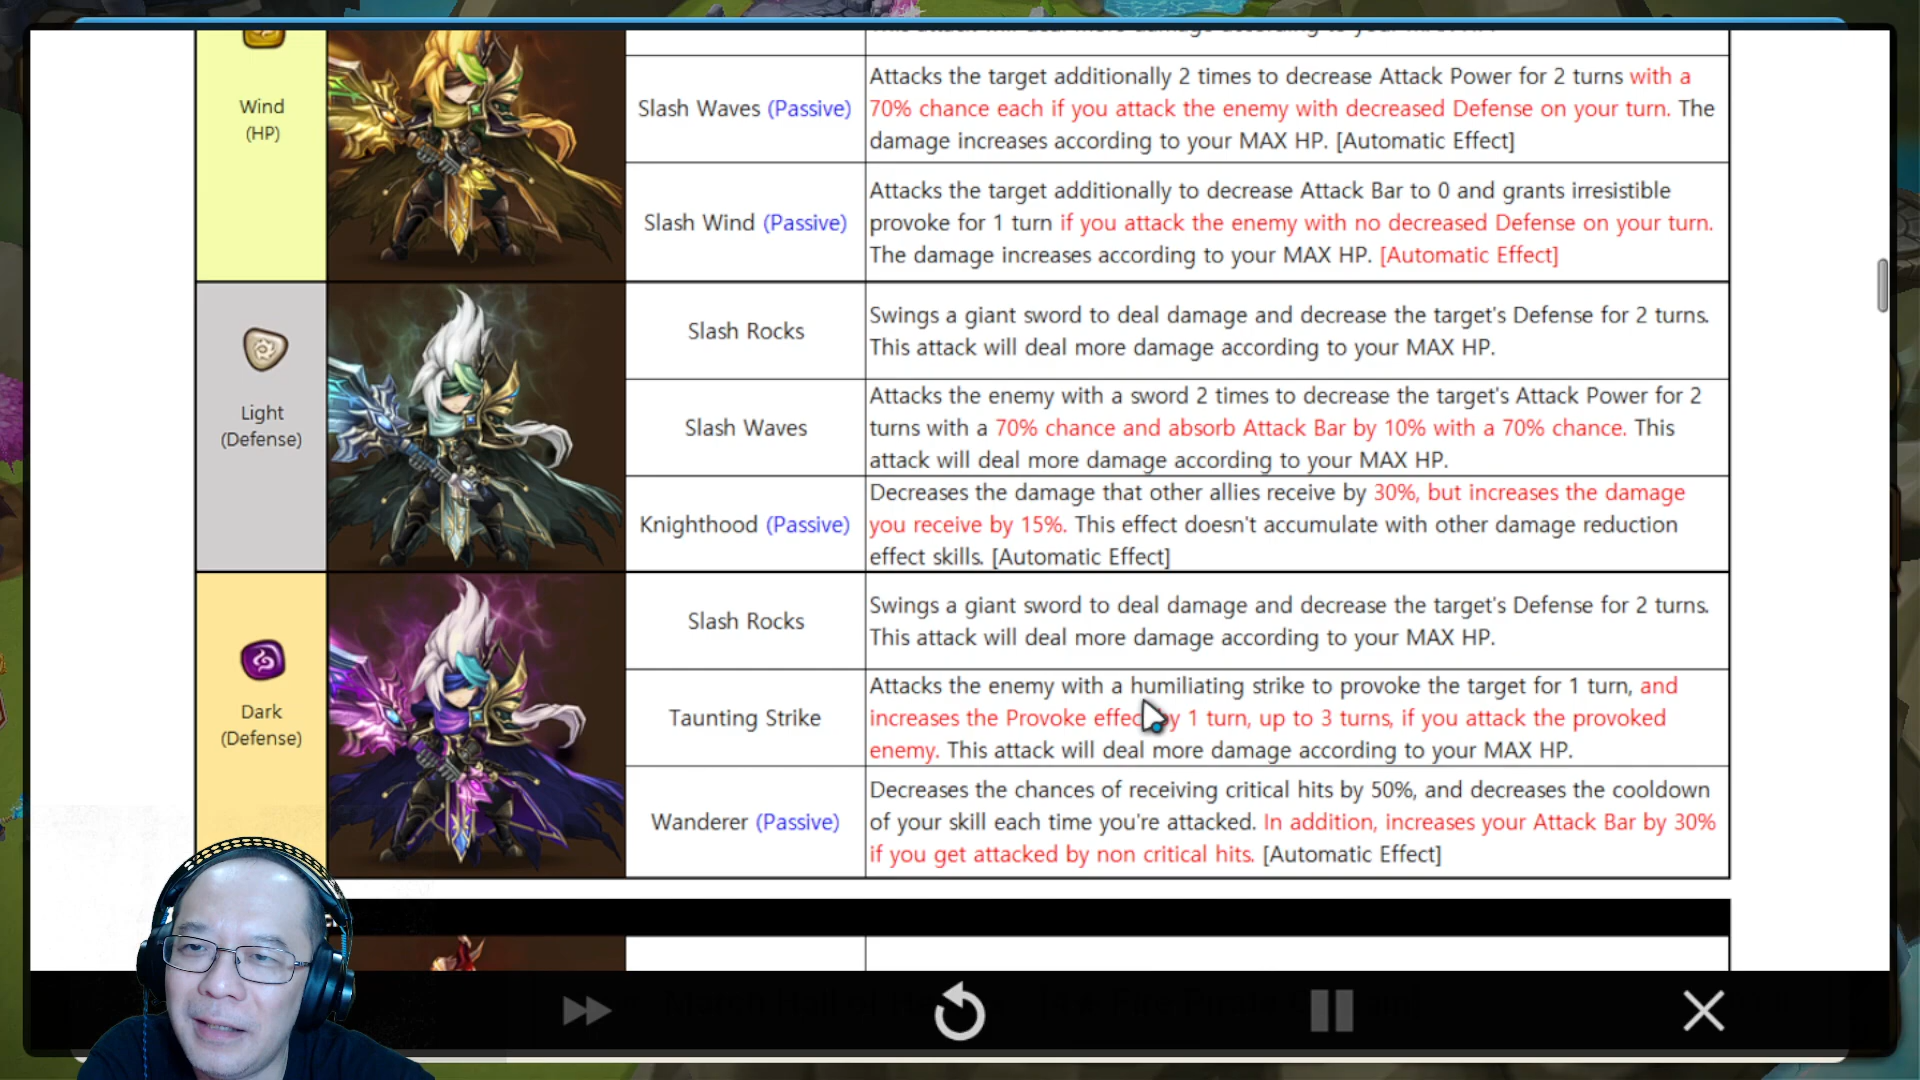 Wind
(HP)
Slash Waves (Passive)
Attacks the target additionally 2 times to decrease Attack Power for 2 turns with a
70% chance each if you attack the enemy with decreased Defense on your turn. The
damage increases according to your MAX HP. [Automatic Effect]
Slash Wind (Passive)
Attacks the target additionally to decrease Attack Bar to 0 and grants irresistible
provoke for 1 turn if you attack the enemy with no decreased Defense on your turn.
The damage increases according to your MAX HP. [Automatic Effect]
Light
(Defense)
Slash Rocks
Swings a giant sword to deal damage and decrease the target's Defense for 2 turns.
This attack will deal more damage according to your MAX HP.
Slash Waves
Attacks the enemy with a sword 2 times to decrease the target's Attack Power for 2
turns with a 70% chance and absorb Attack Bar by 10% with a 70% chance. This
attack will deal more damage according to your MAX HP.
Knighthood (Passive)
Decreases the damage that other allies receive by 30%, but increases the damage
you receive by 15%. This effect doesn't accumulate with other damage reduction
effect skills. [Automatic Effect]
Dark
(Defense)
Slash Rocks
Swings a giant sword to deal damage and decrease the target's Defense for 2 turns.
This attack will deal more damage according to your MAX HP.
Taunting Strike
Attacks the enemy with a humiliating strike to provoke the target for 1 turn, and
increases the Provoke effec y 1 turn, up to 3 turns, if you attack the provoked
enemy. This attack will deal more damage according to your MAX HP.
Wanderer (Passive)
Decreases the chances of receiving critical hits by 50%, and decreases the cooldown
of your skill each time you're attacked. In addition, increases your Attack Bar by 30%
if you get attacked by non critical hits. [Automatic Effect]